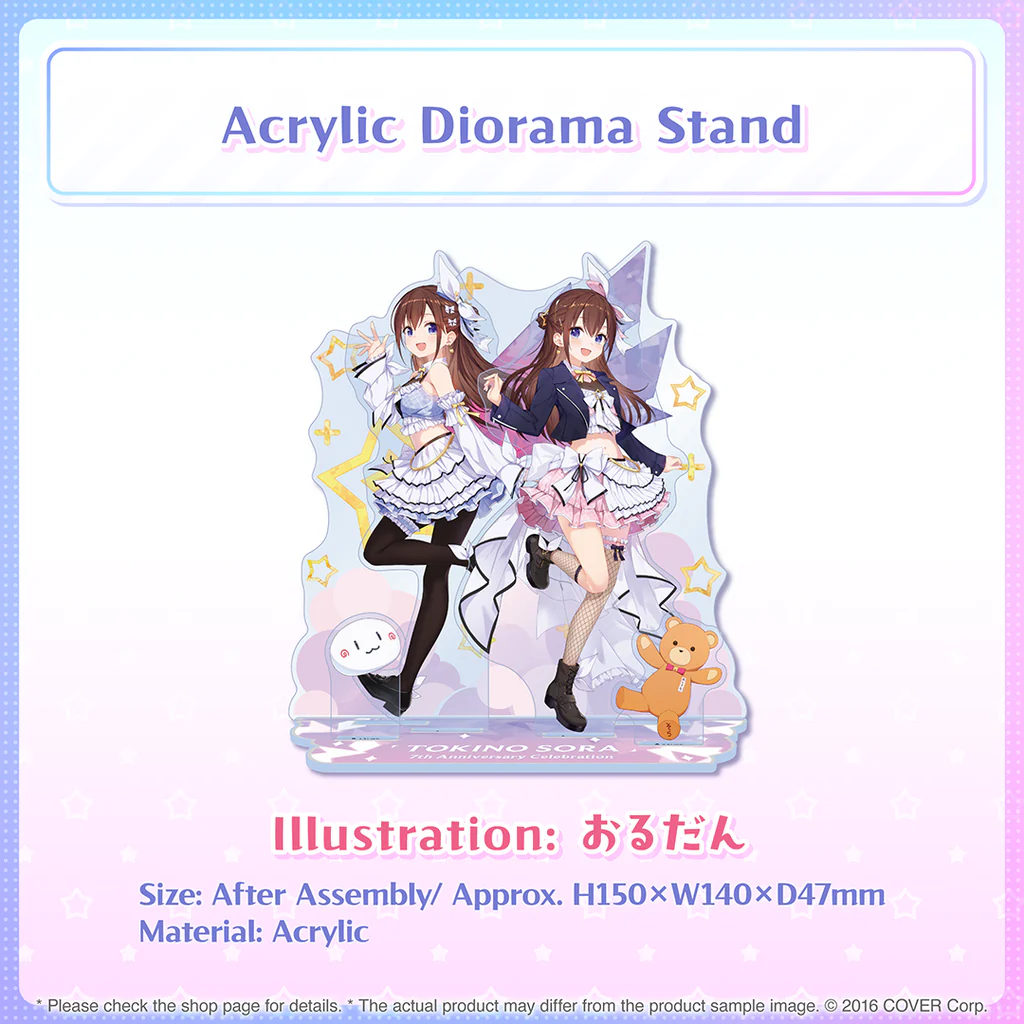 Acrylic Diorama Stand
TOKINO SORA
7th Anniversary Celebration
Illustration: おるだん
Size: After Assembly/ Approx. H150×W140×D47mm
Material: Acrylic
* Please check the shop page for details. * The actual product may differ from the product sample image. © 2016 COVER Corp.